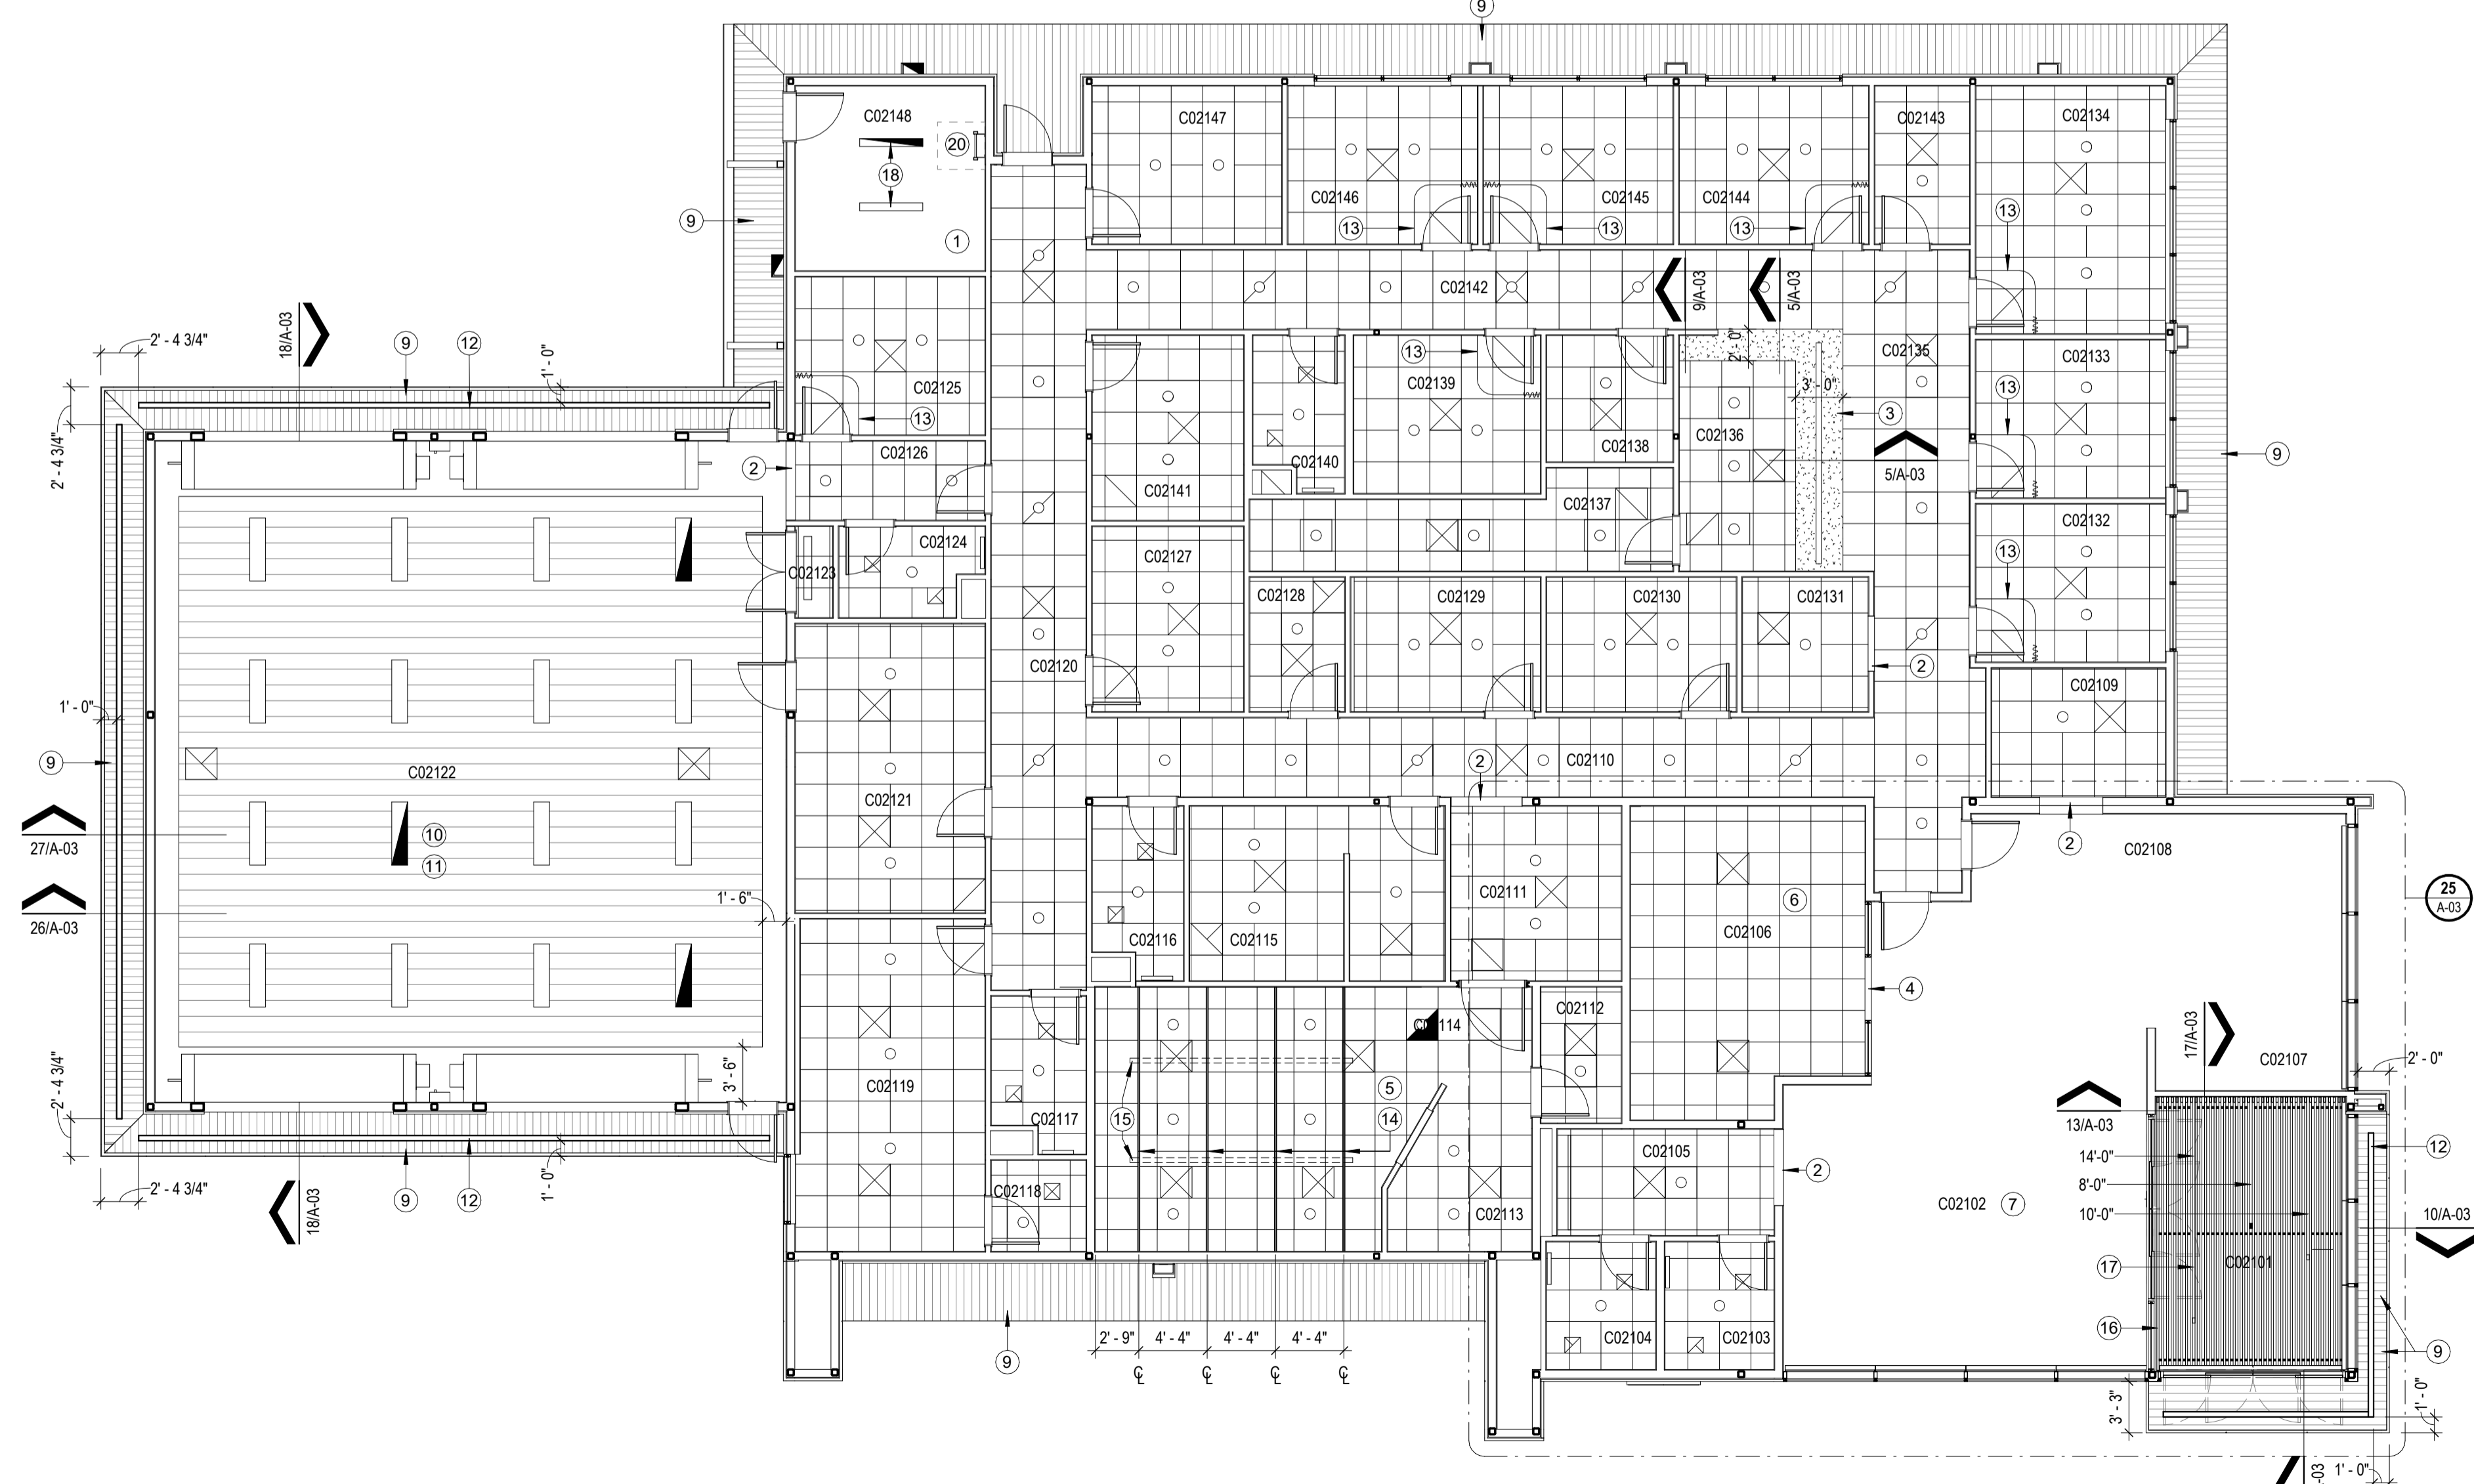 9
C02148
20
18
1
9
C02147
C02146
13
C02145
13
C02144
13
C02143
C02134
13
C02142
9/A-03
5/A-03
2' - 4 3/4"
18/A-03
9
12
1' - 0"
2' - 4 3/4"
C02125
13
C02126
2
C02141
C02140
13
C02139
C02138
C02137
2' - 0"
C02136
3' - 0"
3
C02135
5/A-03
C02133
13
9
C02132
13
C02124
C02123
C02127
C02128
C02129
C02130
C02131
2
C02120
C02109
1' - 0"
9
C02122
10
11
27/A-03
26/A-03
1' - 6"
C02121
C02110
2
2
C02108
25
A-03
C02116
C02115
C02111
6
C02106
4
C02112
C02114
5
14
15
C02119
C02117
C02118
C02113
3' - 6"
2' - 4 3/4"
2' - 4 3/4"
18/A-03
9
12
1' - 0"
C02105
2
C02102
7
C02104
C02103
17/A-03
C02107
2' - 0"
13/A-03
14'-0"
8'-0"
10'-0"
12
10/A-03
C02101
17
16
9
2' - 9"
4' - 4"
4' - 4"
4' - 4"
9
℄
℄
℄
℄
3' - 3"
1' - 0"
1' - 0"